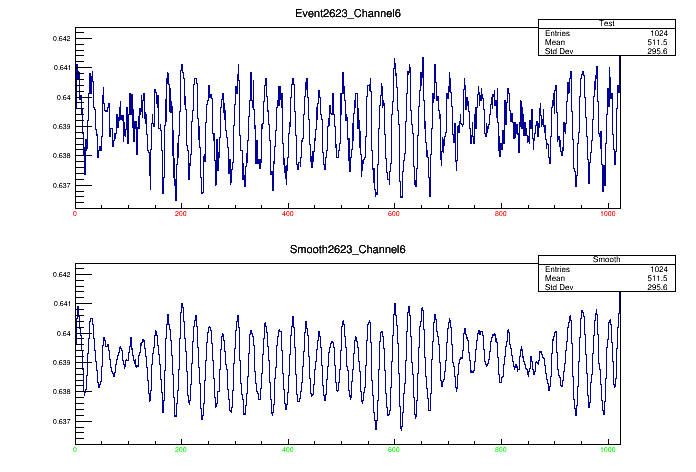 Event2623_Channel6
Test
Entries 1024
Mean 511.5
Std Dev 295.6
0.642
0.641
0.64
0.639
0.638
0.637
0 200 400 600 800 1000
Smooth2623_Channel6
Smooth
Entries 1024
Mean 511.5
Std Dev 295.6
0.642
0.641
0.64
0.639
0.638
0.637
0 200 400 600 800 1000